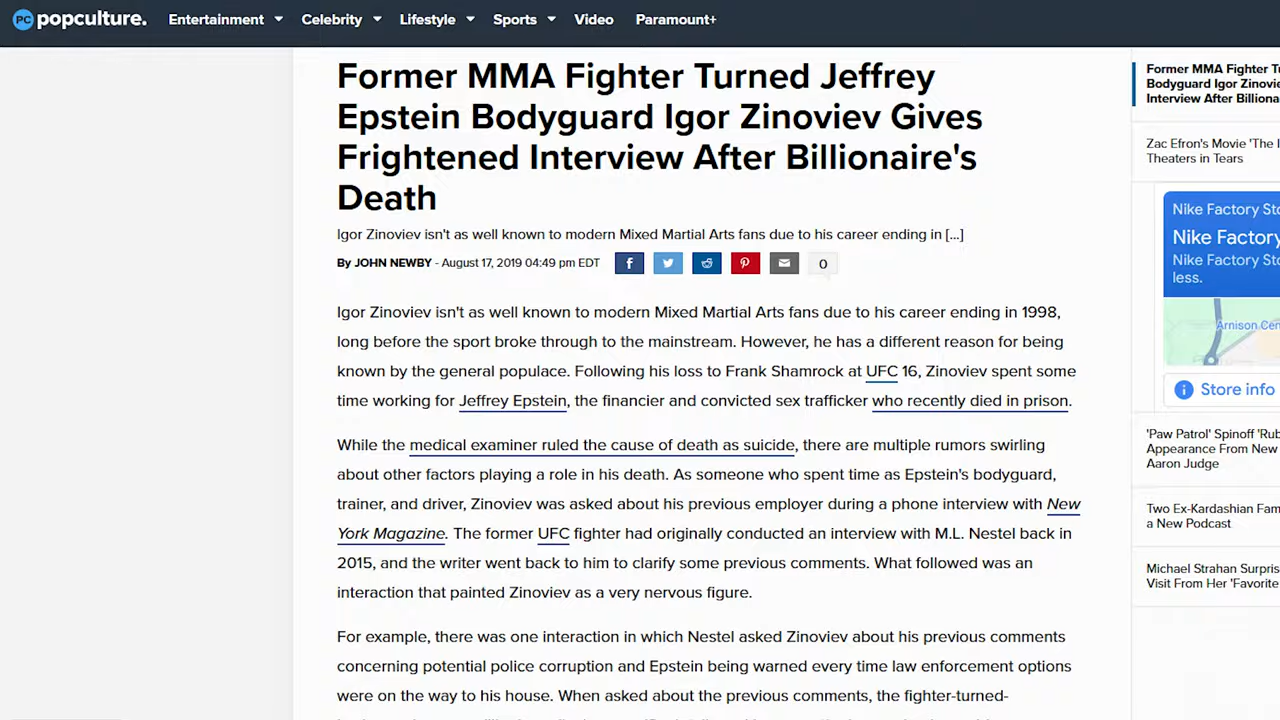 PC popculture. Entertainment Celebrity Lifestyle Sports Video Paramount+
Former MMA Fighter Turned Jeffrey
Epstein Bodyguard Igor Zinoviev Gives
Frightened Interview After Billionaire's
Death
Igor Zinoviev isn't as well known to modern Mixed Martial Arts fans due to his career ending in [...]
By JOHN NEWBY - August 17, 2019 04:49 pm EDT
0
Igor Zinoviev isn't as well known to modern Mixed Martial Arts fans due to his career ending in 1998,
long before the sport broke through to the mainstream. However, he has a different reason for being
known by the general populace. Following his loss to Frank Shamrock at UFC 16, Zinoviev spent some
time working for Jeffrey Epstein, the financier and convicted sex trafficker who recently died in prison.
While the medical examiner ruled the cause of death as suicide, there are multiple rumors swirling
about other factors playing a role in his death. As someone who spent time as Epstein's bodyguard,
trainer, and driver, Zinoviev was asked about his previous employer during a phone interview with New
York Magazine. The former UFC fighter had originally conducted an interview with M.L. Nestel back in
2015, and the writer went back to him to clarify some previous comments. What followed was an
interaction that painted Zinoviev as a very nervous figure.
For example, there was one interaction in which Nestel asked Zinoviev about his previous comments
concerning potential police corruption and Epstein being warned every time law enforcement options
were on the way to his house. When asked about the previous comments, the fighter-turned-
Former MMA Fighter
Bodyguard Igor
Interview After
Zac Efron's Movie 'The
Theaters in Tears
Nike Factory
Nike Factory
Nike Factory
less.
Arnison
Store info
'Paw Patrol' Spinoff
Appearance From New
Aaron Judge
Two Ex-Kardashian
a New Podcast
Michael Strahan
Visit From Her 'Favorite